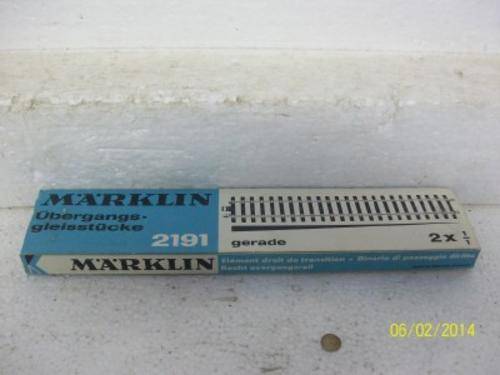 MÄRKLIN
Übergangs-
gleisstücke
2191
gerade
2x 1/1
K MÄRKLIN
Element droit de transition - Binario di passaggio diritto
Recht overgangsrail
06/02/2014